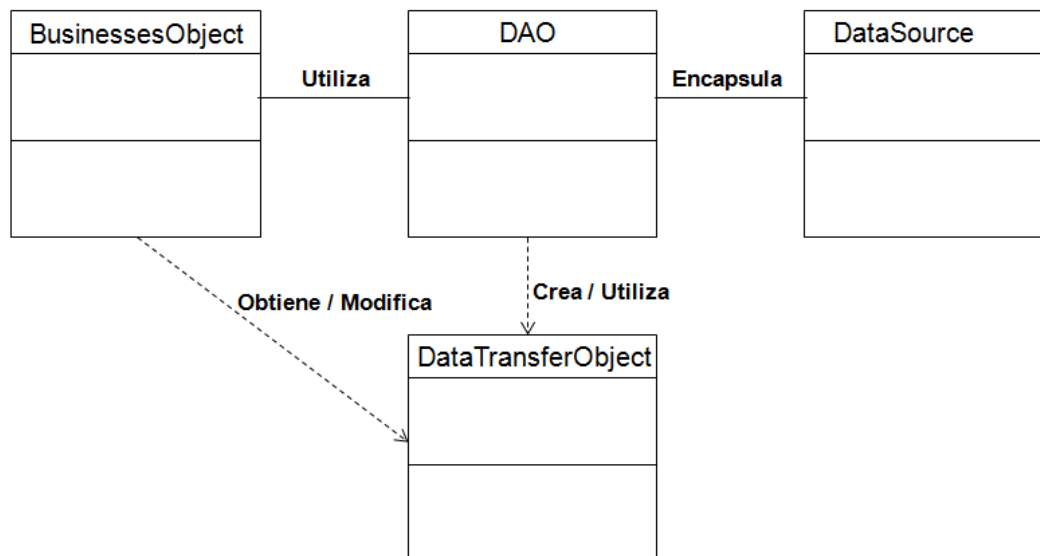 BusinessesObject
DAO
DataSource
Utiliza
Encapsula
Obtiene / Modifica
Crea / Utiliza
DataTransferObject